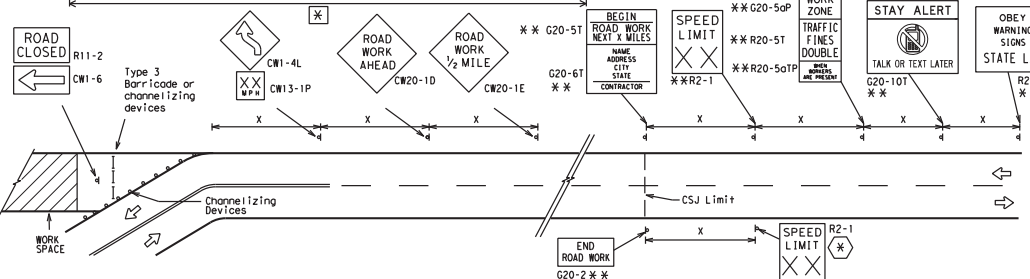 ROAD
CLOSED
R11-2
CW1-6
Type 3
Barricade or
channelizing
devices
CW1-4L
XX
MPH
CW13-1P
*
ROAD
WORK
AHEAD
CW20-1D
ROAD
WORK
1/2 MILE
CW20-1E
* * G20-5T
BEGIN
ROAD WORK
NEXT X MILES
NAME
ADDRESS
CITY
STATE
CONTRACTOR
G20-6T
* *
SPEED
LIMIT
X X
* * R2-1
* * G20-5aP
WORK
ZONE
* * R20-5T
TRAFFIC
FINES
DOUBLE
* * R20-5aTP
WHEN
WORKERS
ARE PRESENT
STAY ALERT
TALK OR TEXT LATER
G20-10T
* *
OBEY
WARNING
SIGNS
STATE L
R2
*
X
X
X
X
X
X
X
Channelizing
Devices
WORK
SPACE
CSJ Limit
END
ROAD WORK
G20-2 * *
X
SPEED
LIMIT
X X
R2-1
*